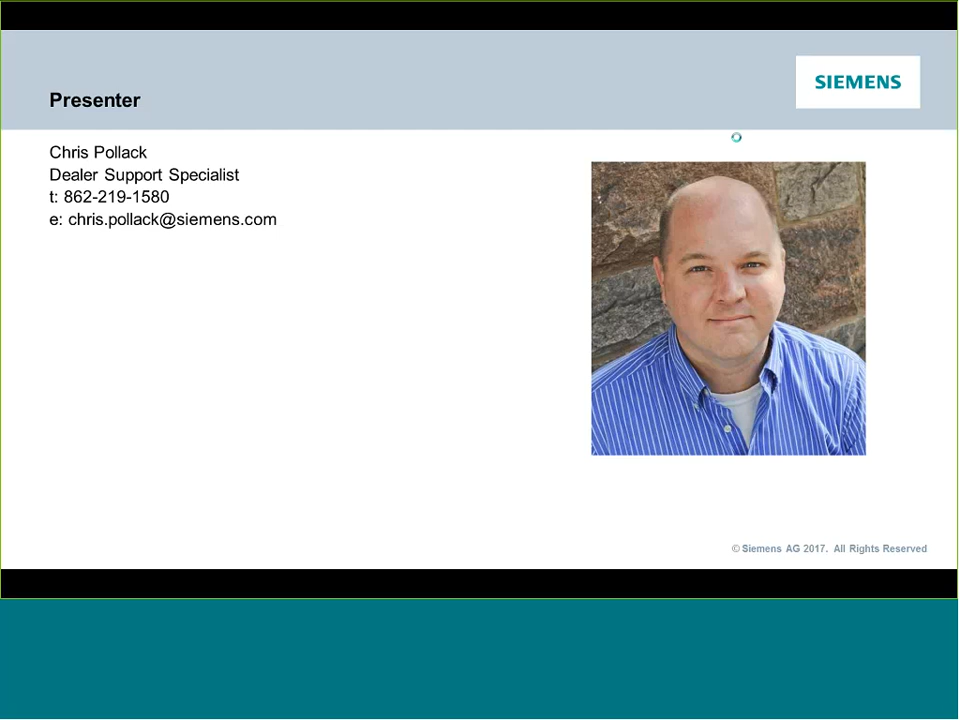 SIEMENS
Presenter
Chris Pollack
Dealer Support Specialist
t: 862-219-1580
e: chris.pollack@siemens.com
© Siemens AG 2017. All Rights Reserved